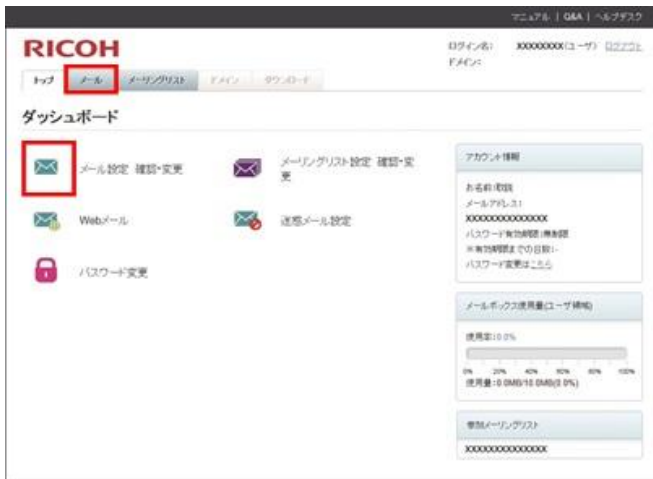 マニュアル | Q&A | ヘルプデスク
RICOH
ログイン名: XXXXXXXX(ユーザ) ログアウト
ドメイン:
トップ メール メーリングリスト ドメイン ダウンロード
ダッシュボード
メール設定 確認・変更
メーリングリスト設定 確認・変
更
Webメール
迷惑メール設定
パスワード変更
アカウント情報
お名前:
メールアドレス:
XXXXXXXXXXXXXX
パスワード有効期限:無制限
※有効期限までの日数:-
パスワード変更はこちら
メールボックス使用量(ユーザ領域)
使用率:0.0%
0% 20% 40% 60% 80% 100%
使用量:0.0MB/10.0MB(0.0%)
参加メーリングリスト
XXXXXXXXXXXXXX